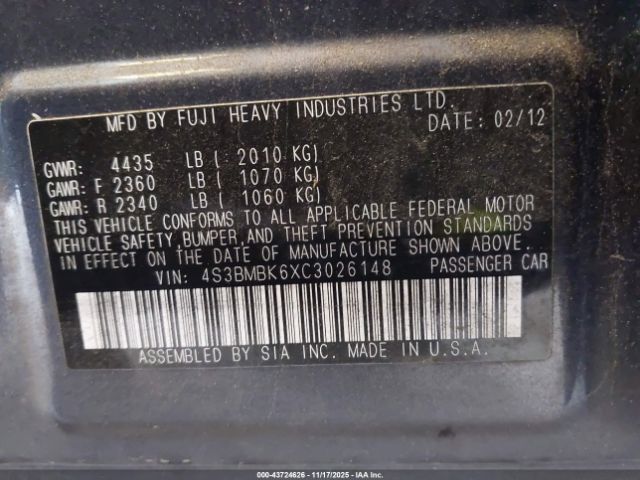 MFD BY FUJI HEAVY INDUSTRIES LTD.
DATE: 02/12
GVWR: 4435 LB ( 2010 KG)
GAWR: F 2360 LB ( 1070 KG)
GAWR: R 2340 LB ( 1060 KG)
THIS VEHICLE CONFORMS TO ALL APPLICABLE FEDERAL MOTOR
VEHICLE SAFETY,BUMPER,AND THEFT PREVENTION STANDARDS
IN EFFECT ON THE DATE OF MANUFACTURE SHOWN ABOVE.
VIN: 4S3BMBK6XC3026148 PASSENGER CAR
ASSEMBLED BY SIA INC. MADE IN U.S.A.
000-43724626 - 11/17/2025 - IAA Inc.